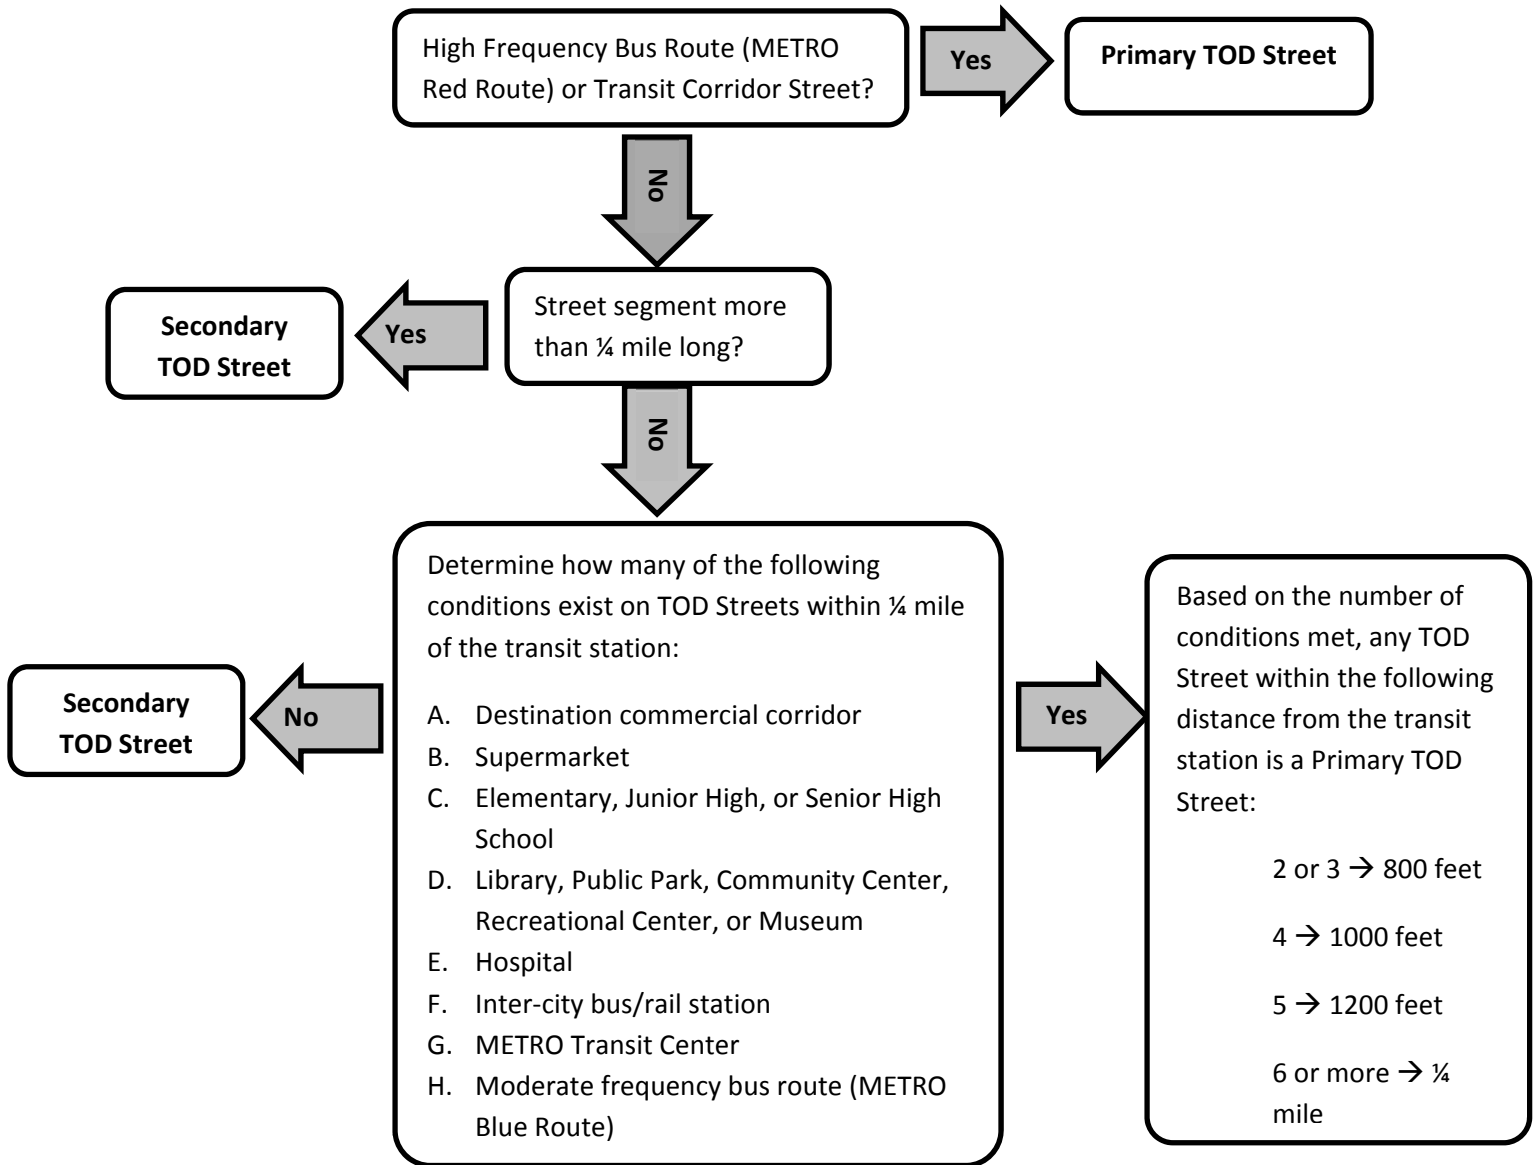 High Frequency Bus Route (METRO
Red Route) or Transit Corridor Street?
Yes
Primary TOD Street
No
Street segment more
than ¼ mile long?
Yes
Secondary
TOD Street
No
Determine how many of the following
conditions exist on TOD Streets within ¼ mile
of the transit station:
A. Destination commercial corridor
B. Supermarket
C. Elementary, Junior High, or Senior High
School
D. Library, Public Park, Community Center,
Recreational Center, or Museum
E. Hospital
F. Inter-city bus/rail station
G. METRO Transit Center
H. Moderate frequency bus route (METRO
Blue Route)
No
Secondary
TOD Street
Yes
Based on the number of
conditions met, any TOD
Street within the following
distance from the transit
station is a Primary TOD
Street:
2 or 3 → 800 feet
4 → 1000 feet
5 → 1200 feet
6 or more → ¼
mile